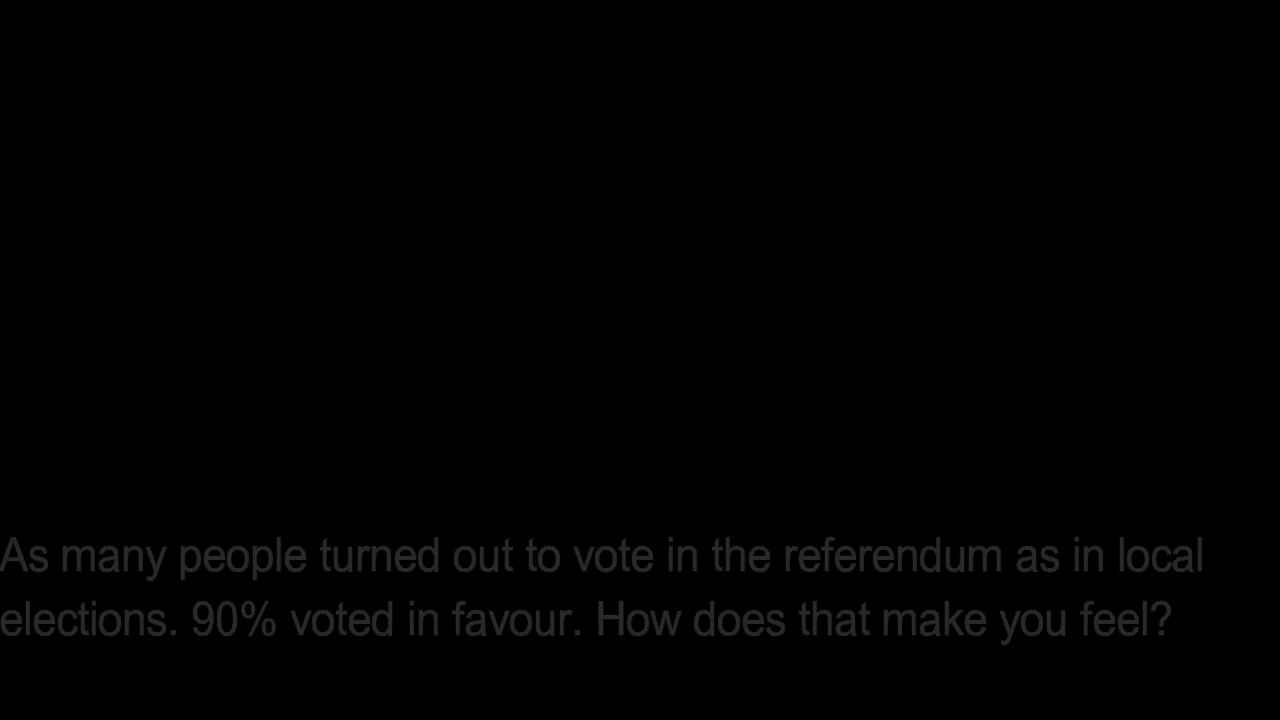 As many people turned out to vote in the referendum as in local
elections. 90% voted in favour. How does that make you feel?